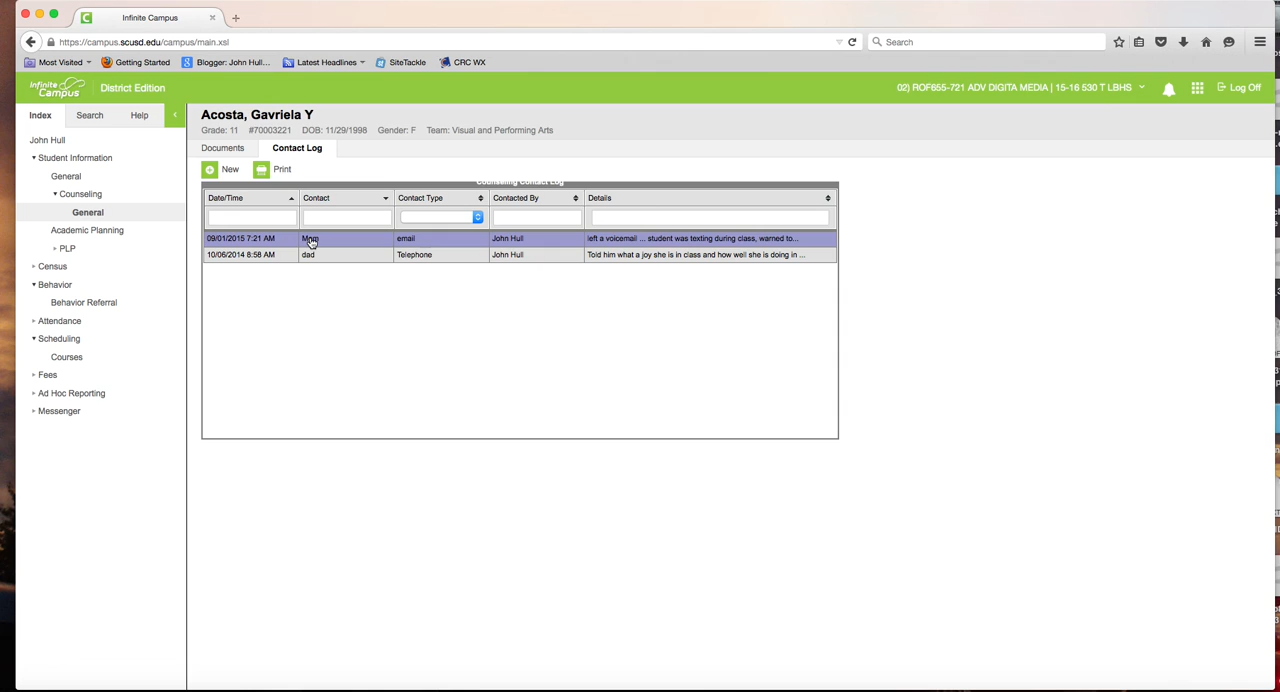 Infinite Campus
https://campus.scusd.edu/campus/main.xsl
Search
Most Visited
Getting Started
Blogger: John Hull...
Latest Headlines
SiteTackle
CRC WX
Infinite Campus
District Edition
02) ROF655-721 ADV DIGITA MEDIA | 15-16 530 T LBHS
Log Off
Index
Search
Help
John Hull
Student Information
General
Counseling
General
Academic Planning
PLP
Census
Behavior
Behavior Referral
Attendance
Scheduling
Courses
Fees
Ad Hoc Reporting
Messenger
Acosta, Gavriela Y
Grade: 11 #70003221 DOB: 11/29/1998 Gender: F Team: Visual and Performing Arts
Documents
Contact Log
New
Print
Counseling Contact Log
Date/Time Contact Contact Type Contacted By Details
09/01/2015 7:21 AM Mom email John Hull left a voicemail ... student was texting during class, warned to...
10/06/2014 8:58 AM dad Telephone John Hull Told him what a joy she is in class and how well she is doing in ...